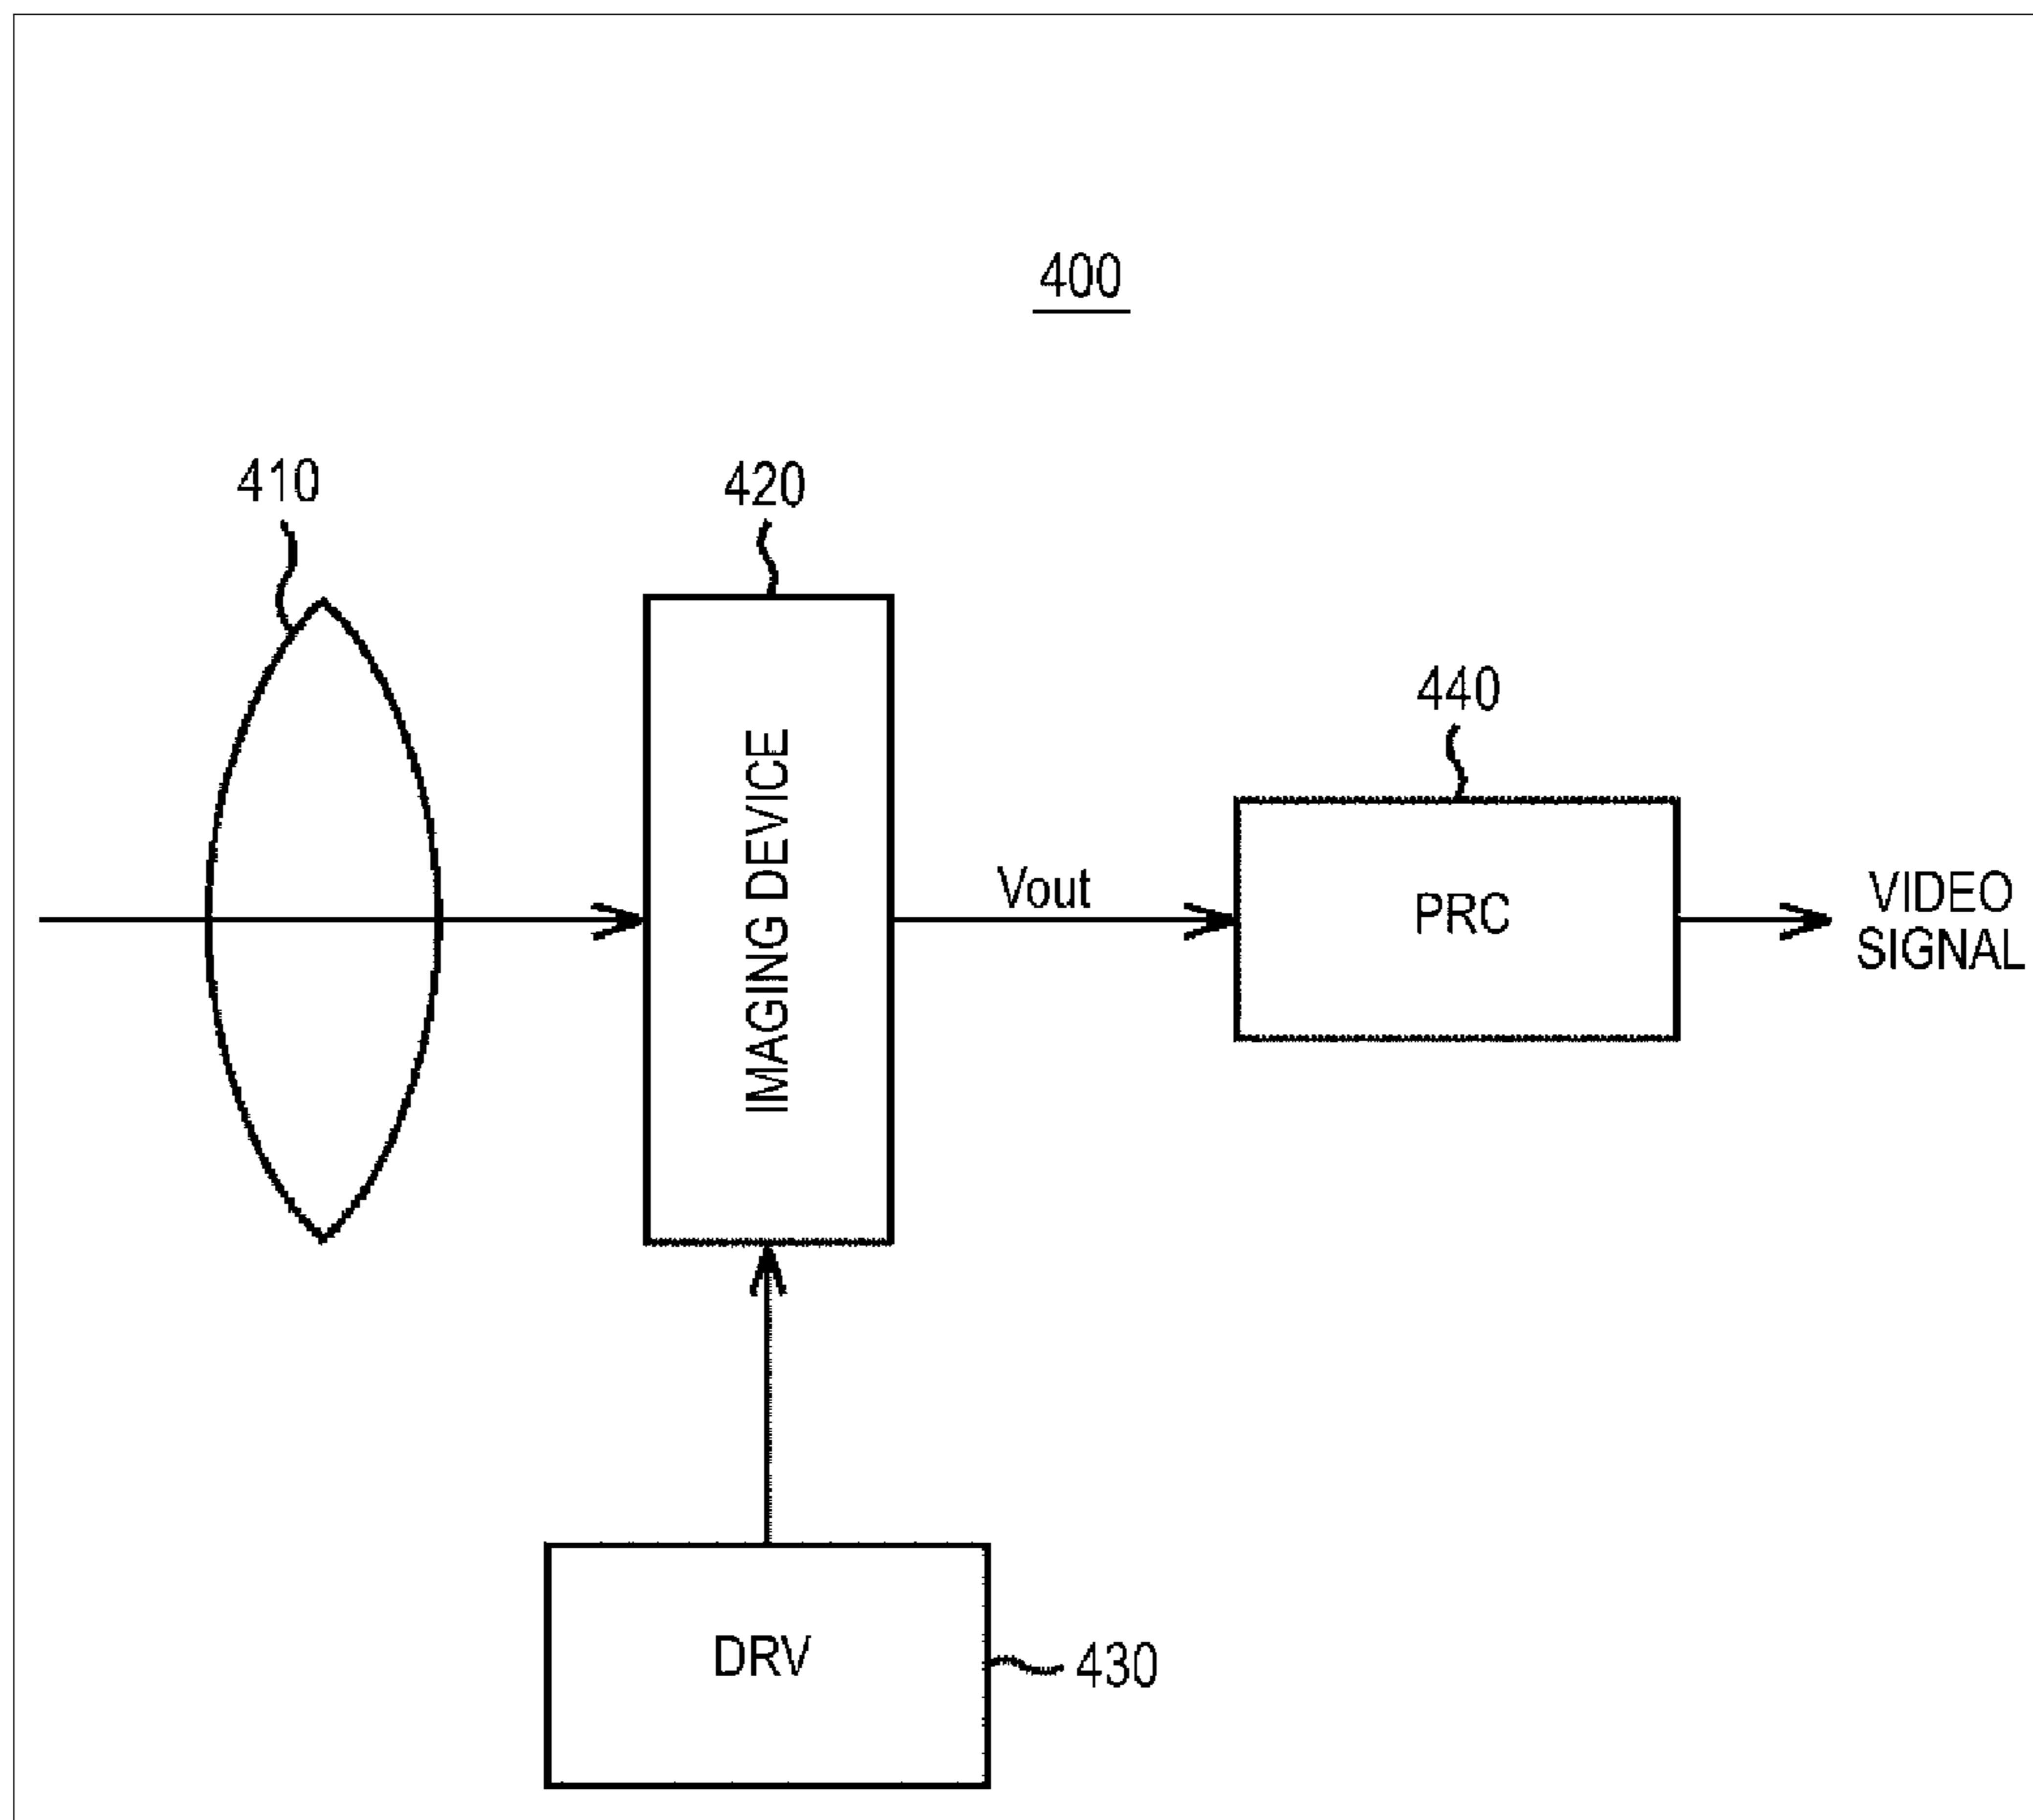 400
410
420
440
IMAGING DEVICE
Vout
PRC
VIDEO
SIGNAL
DRV
430